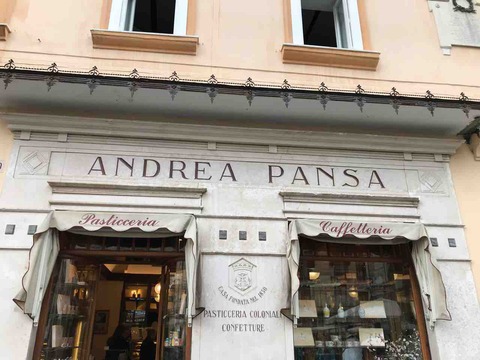 ANDREA PANSA
Pasticceria
Caffetteria
CASA FONDATA NEL 1830
PASTICCERIA COLONIALI
CONFETTURE